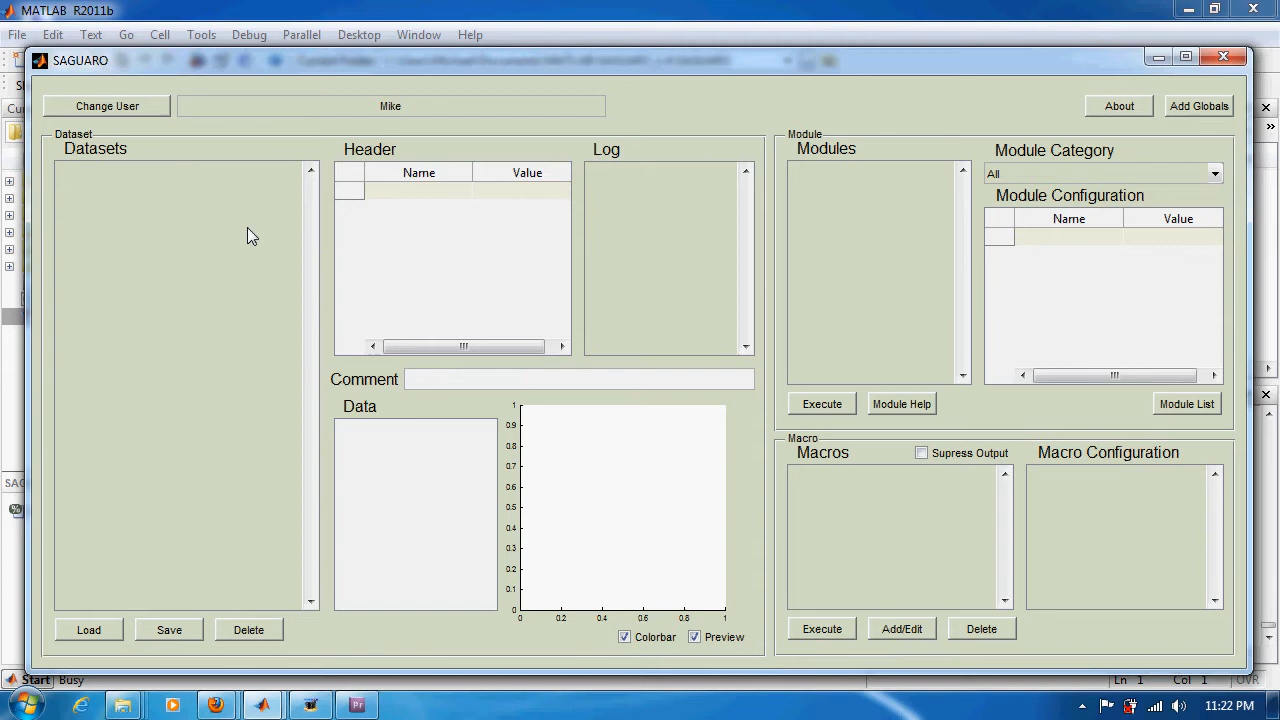 MATLAB R2011b
File Edit Text Go Cell Tools Debug Parallel Desktop Window Help
SAGUARO
Change User
Mike
About
Add Globals
Dataset
Datasets
Header
Name Value
Log
Comment
Data
1
0.9
0.8
0.7
0.6
0.5
0.4
0.3
0.2
0.1
0
0 0.2 0.4 0.6 0.8 1
Colorbar
Preview
Load
Save
Delete
Module
Modules
Module Category
All
Module Configuration
Name Value
Execute
Module Help
Module List
Macro
Macros
Supress Output
Macro Configuration
Execute
Add/Edit
Delete
Start Busy
Ln 1 Col 1 OVR
Pr
11:22 PM